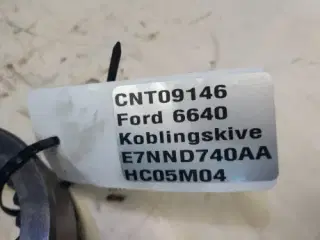 CNT09146
Ford 6640
Koblingskive
E7NND740AA
HC05M04